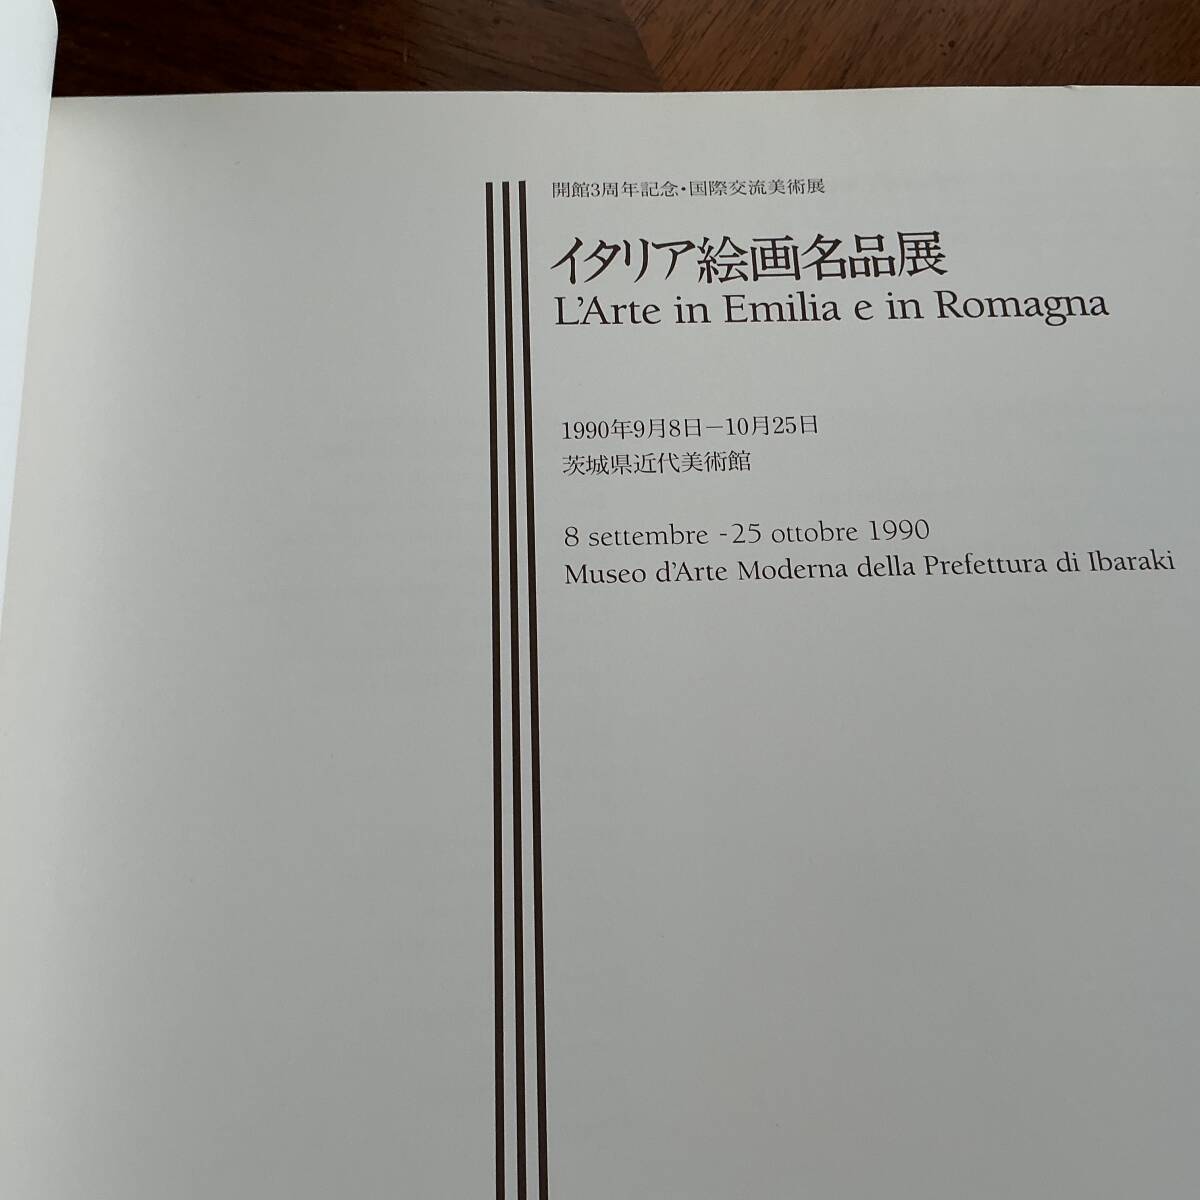 開館3周年記念・国際交流美術展
イタリア絵画名品展
L'Arte in Emilia e in Romagna
1990年9月8日－10月25日
茨城県近代美術館
8 settembre - 25 ottobre 1990
Museo d'Arte Moderna della Prefettura di Ibaraki